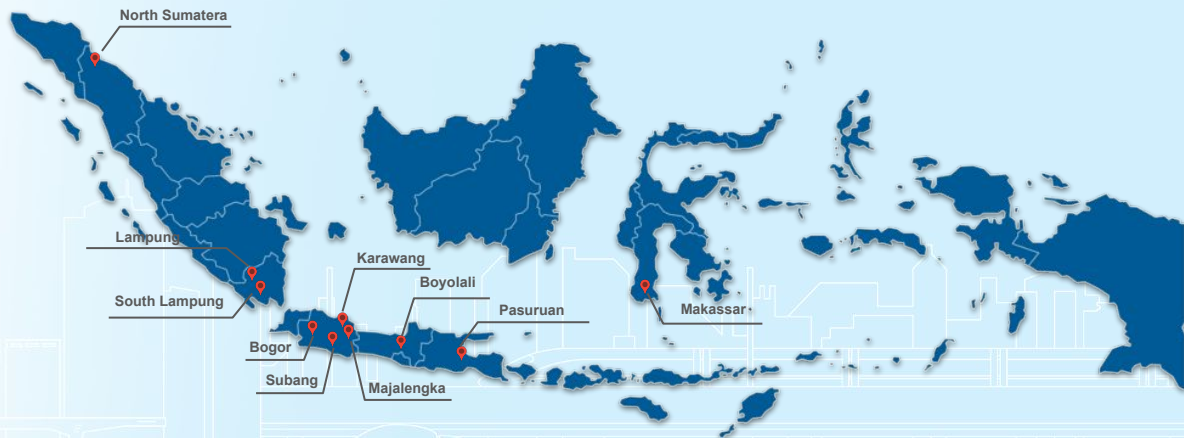 North Sumatera
Lampung
Karawang
Boyolali
South Lampung
Pasuruan
Makassar
Bogor
Subang
Majalengka